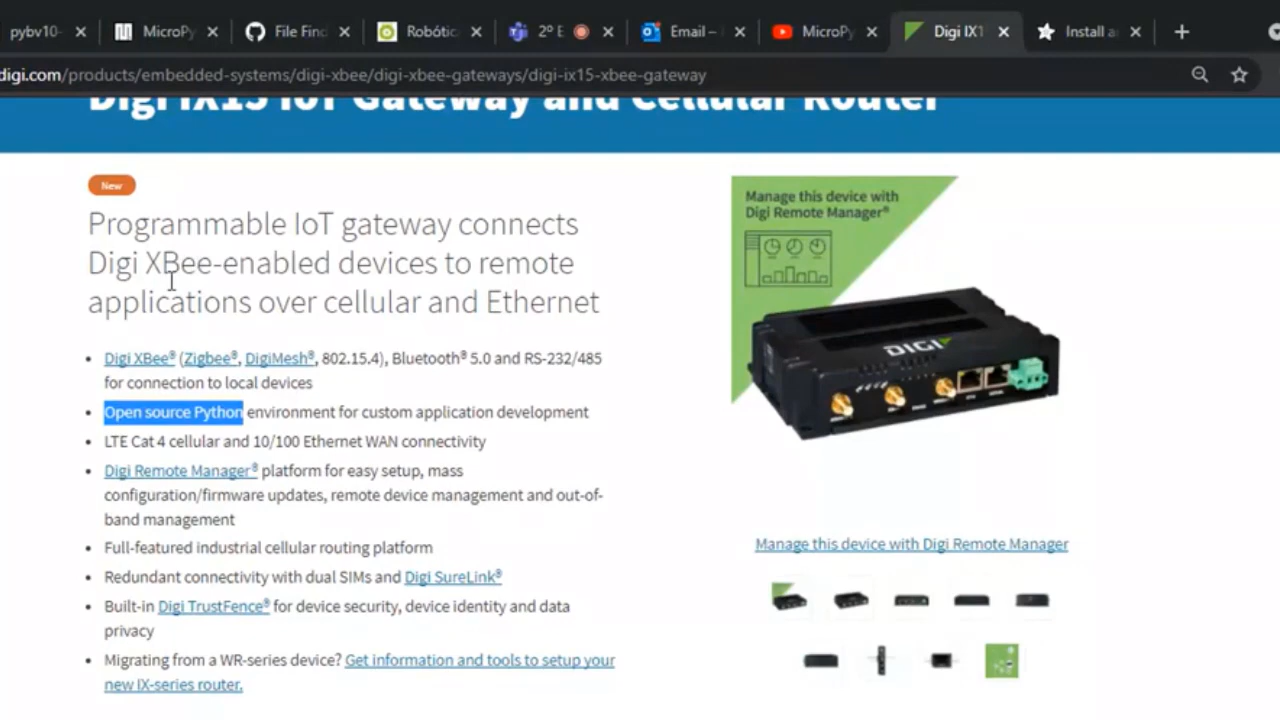 pybv10-
MicroPy
File Find
Robótic
2º E
Email –
MicroPy
Digi IX1
Install a
digi.com/products/embedded-systems/digi-xbee/digi-xbee-gateways/digi-ix15-xbee-gateway
Digi IX15 IoT Gateway and Cellular Router
New
Programmable IoT gateway connects
Digi XBee-enabled devices to remote
applications over cellular and Ethernet
• Digi XBee® (Zigbee®, DigiMesh®, 802.15.4), Bluetooth® 5.0 and RS-232/485
for connection to local devices
• Open source Python environment for custom application development
• LTE Cat 4 cellular and 10/100 Ethernet WAN connectivity
• Digi Remote Manager® platform for easy setup, mass
configuration/firmware updates, remote device management and out-of-
band management
• Full-featured industrial cellular routing platform
• Redundant connectivity with dual SIMs and Digi SureLink®
• Built-in Digi TrustFence® for device security, device identity and data
privacy
• Migrating from a WR-series device? Get information and tools to setup your
new IX-series router.
Manage this device with
Digi Remote Manager®
DIGI
Manage this device with Digi Remote Manager